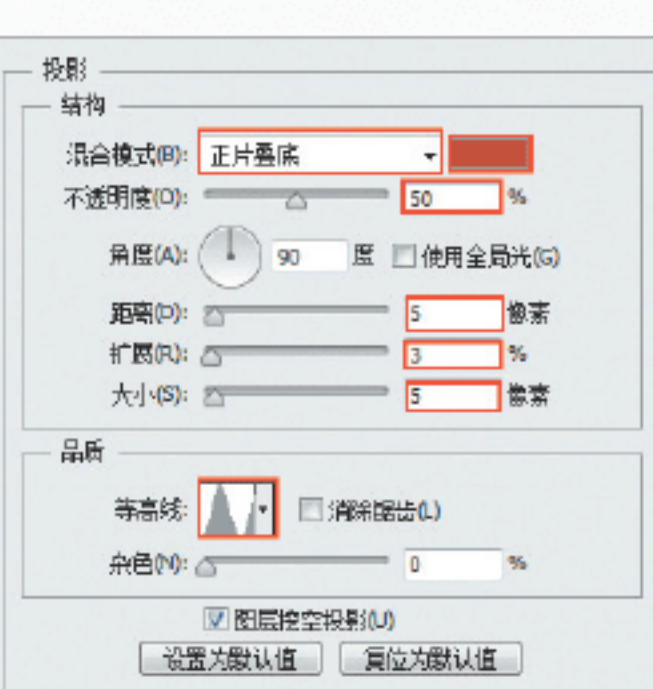 投影
结构
混合模式(B): 正片叠底
不透明度(O): 50 %
角度(A): 90 度 使用全局光(G)
距离(D): 5 像素
扩展(R): 3 %
大小(S): 5 像素
品质
等高线: 消除锯齿(L)
杂色(N): 0 %
图层挖空投影(U)
设置为默认值 复位为默认值